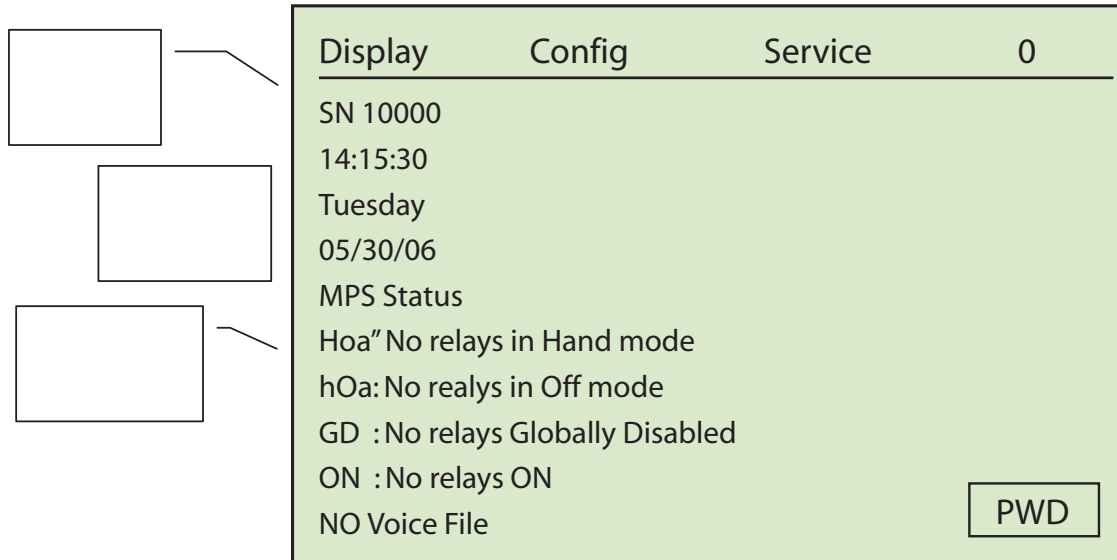 Display Config Service 0
SN 10000
14:15:30
Tuesday
05/30/06
MPS Status
Hoa” No relays in Hand mode
hOa: No realys in Off mode
GD : No relays Globally Disabled
ON : No relays ON
NO Voice File
PWD